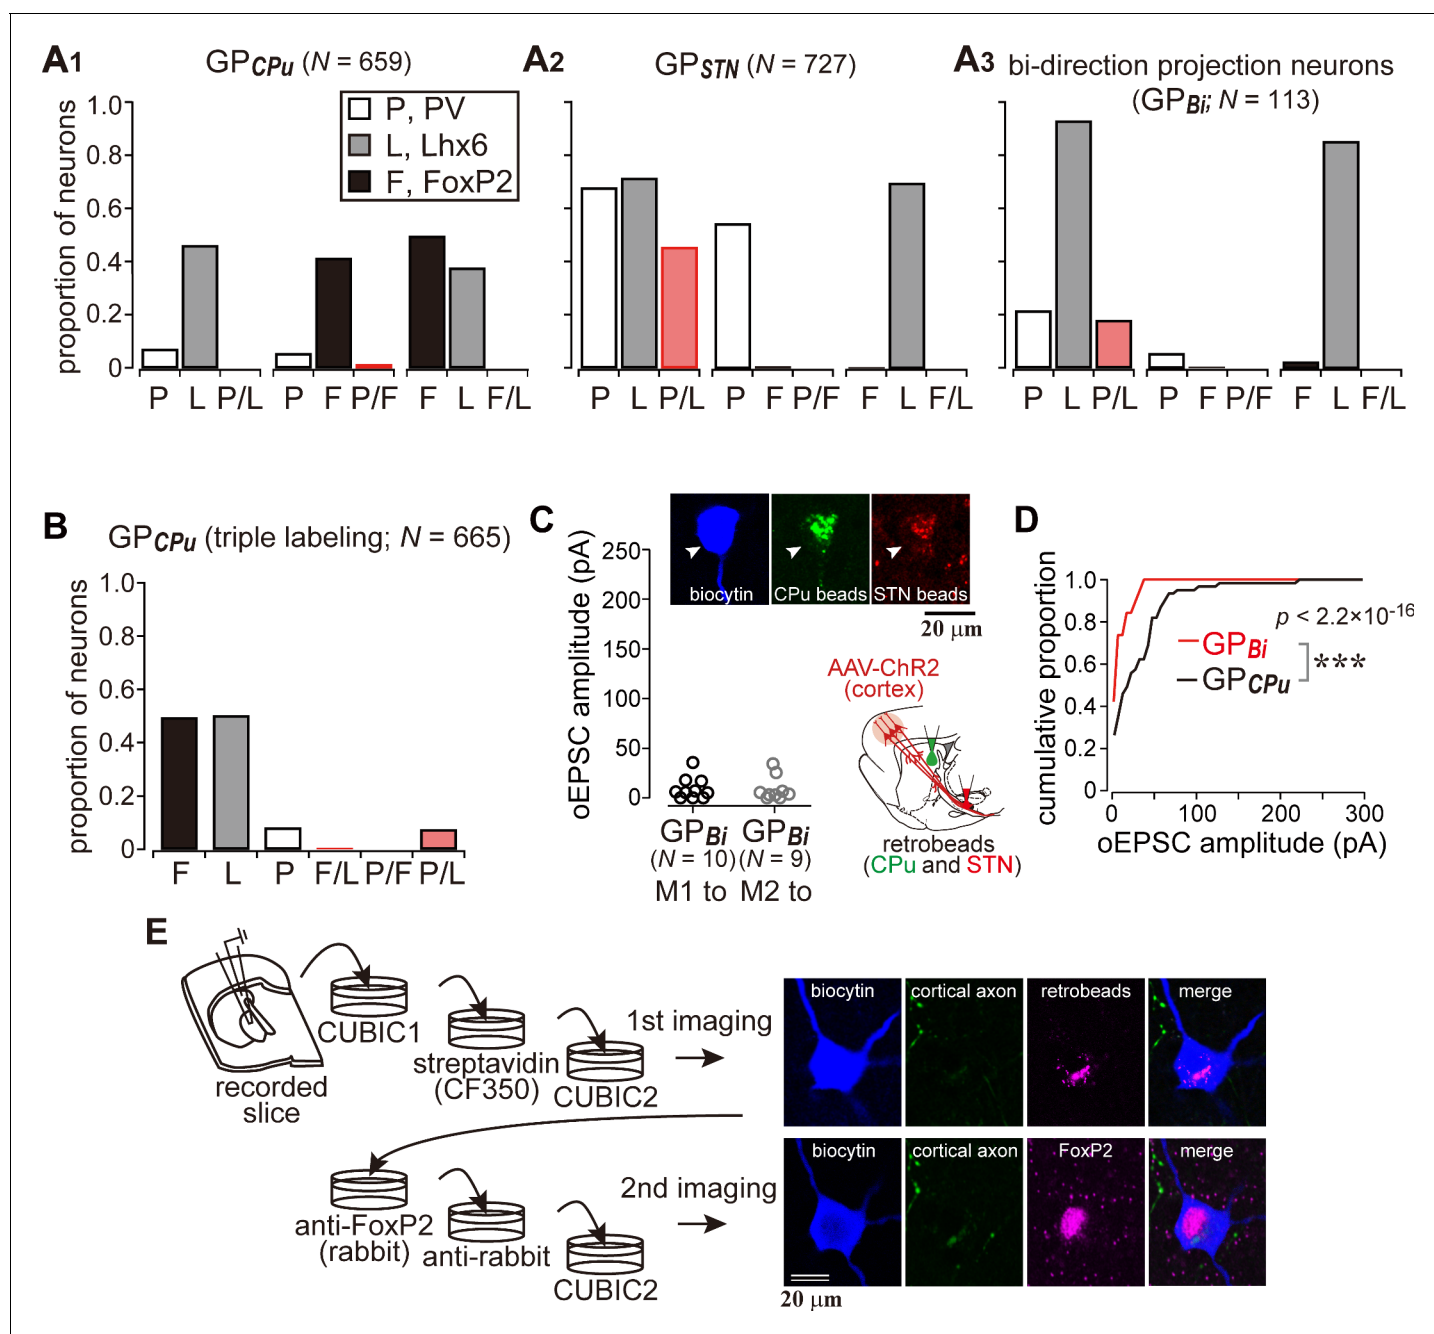 A1
GPCPu (N = 659)
proportion of neurons
1.0
0.8
0.6
0.4
0.2
0
P, PV
L, Lhx6
F, FoxP2
P L P/L P F P/F F L F/L
A2
GPSTN (N = 727)
P L P/L P F P/F F L F/L
A3
bi-direction projection neurons
(GPBi; N = 113)
P L P/L P F P/F F L F/L
B
GPCPu (triple labeling; N = 665)
proportion of neurons
1.0
0.8
0.6
0.4
0.2
0
F L P F/L P/F P/L
C
oEPSC amplitude (pA)
250
200
150
100
50
0
biocytin CPu beads STN beads
20 µm
GPBi GPBi
(N = 10) (N = 9)
M1 to M2 to
AAV-ChR2
(cortex)
retrobeads
(CPu and STN)
D
cumulative proportion
1.0
0.8
0.6
0.4
0.2
0
0 100 200 300
oEPSC amplitude (pA)
p < 2.2×10-16
GPBi
GPCPu
***
E
recorded
slice
CUBIC1
streptavidin
(CF350)
CUBIC2
1st imaging
biocytin cortical axon retrobeads merge
anti-FoxP2
(rabbit)
anti-rabbit
CUBIC2
2nd imaging
biocytin cortical axon FoxP2 merge
20 µm